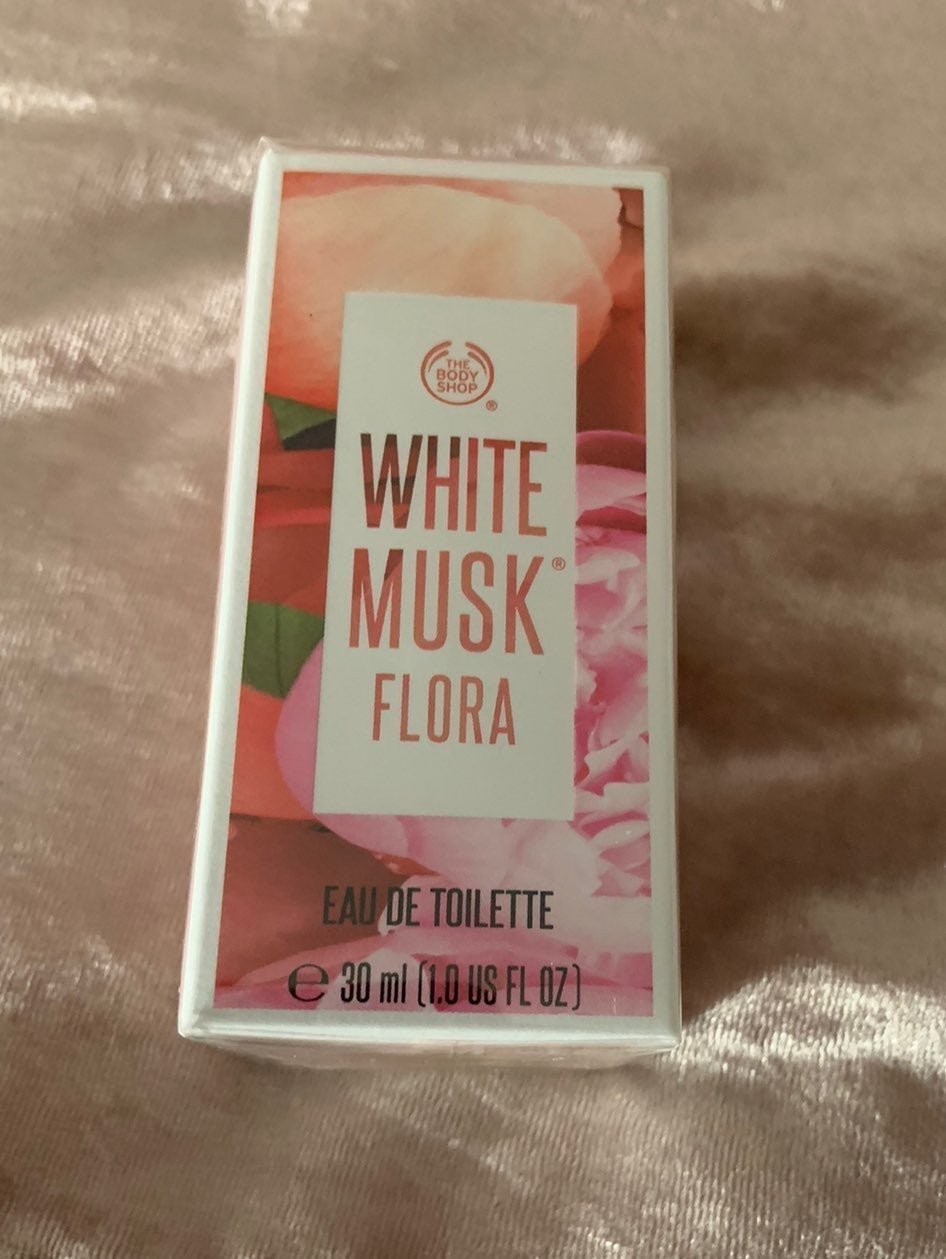 THE
BODY
SHOP®
WHITE
MUSK®
FLORA
EAU DE TOILETTE
℮ 30 ml (1.0 US FL OZ)